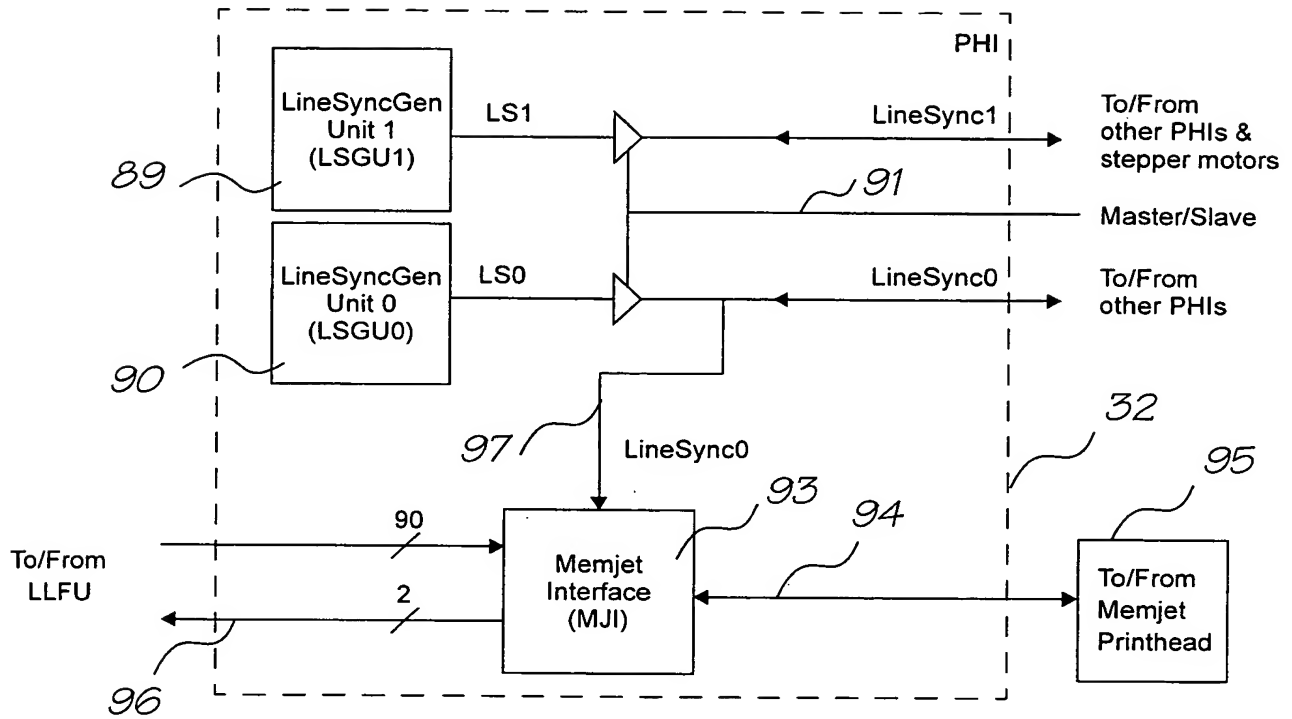 PHI
LineSyncGen
Unit 1
(LSGU1)
LS1
LineSync1
To/From
other PHIs &
stepper motors
89
91
Master/Slave
LineSyncGen
Unit 0
(LSGU0)
LS0
LineSync0
To/From
other PHIs
90
97
LineSync0
32
95
93
94
To/From
LLFU
90
2
Memjet
Interface
(MJI)
To/From
Memjet
Printhead
96